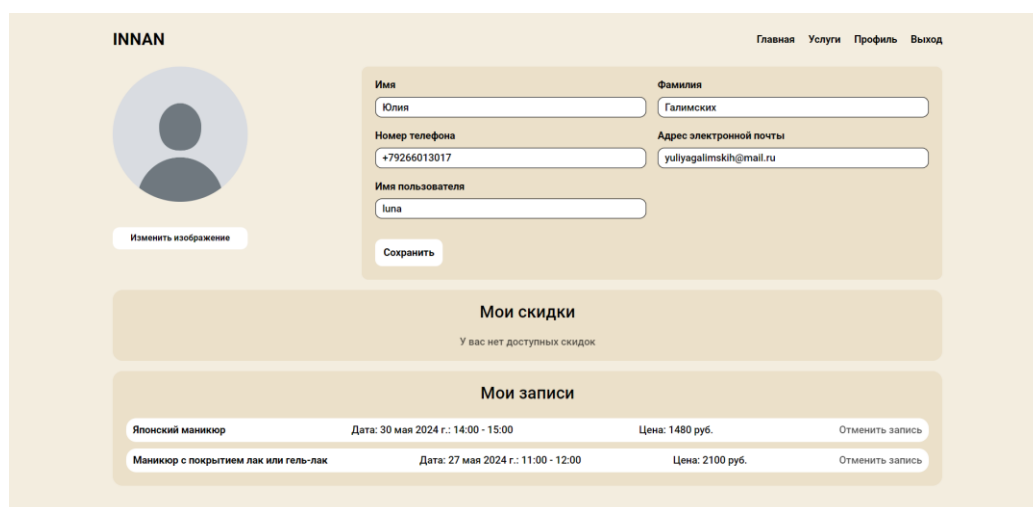 INNAN
Главная Услуги Профиль Выход
Имя
Юлия
Фамилия
Галимских
Номер телефона
+79266013017
Адрес электронной почты
yuliyagalimskih@mail.ru
Имя пользователя
luna
Изменить изображение
Сохранить
Мои скидки
У вас нет доступных скидок
Мои записи
Японский маникюр Дата: 30 мая 2024 г.: 14:00 - 15:00 Цена: 1480 руб. Отменить запись
Маникюр с покрытием лак или гель-лак Дата: 27 мая 2024 г.: 11:00 - 12:00 Цена: 2100 руб. Отменить запись